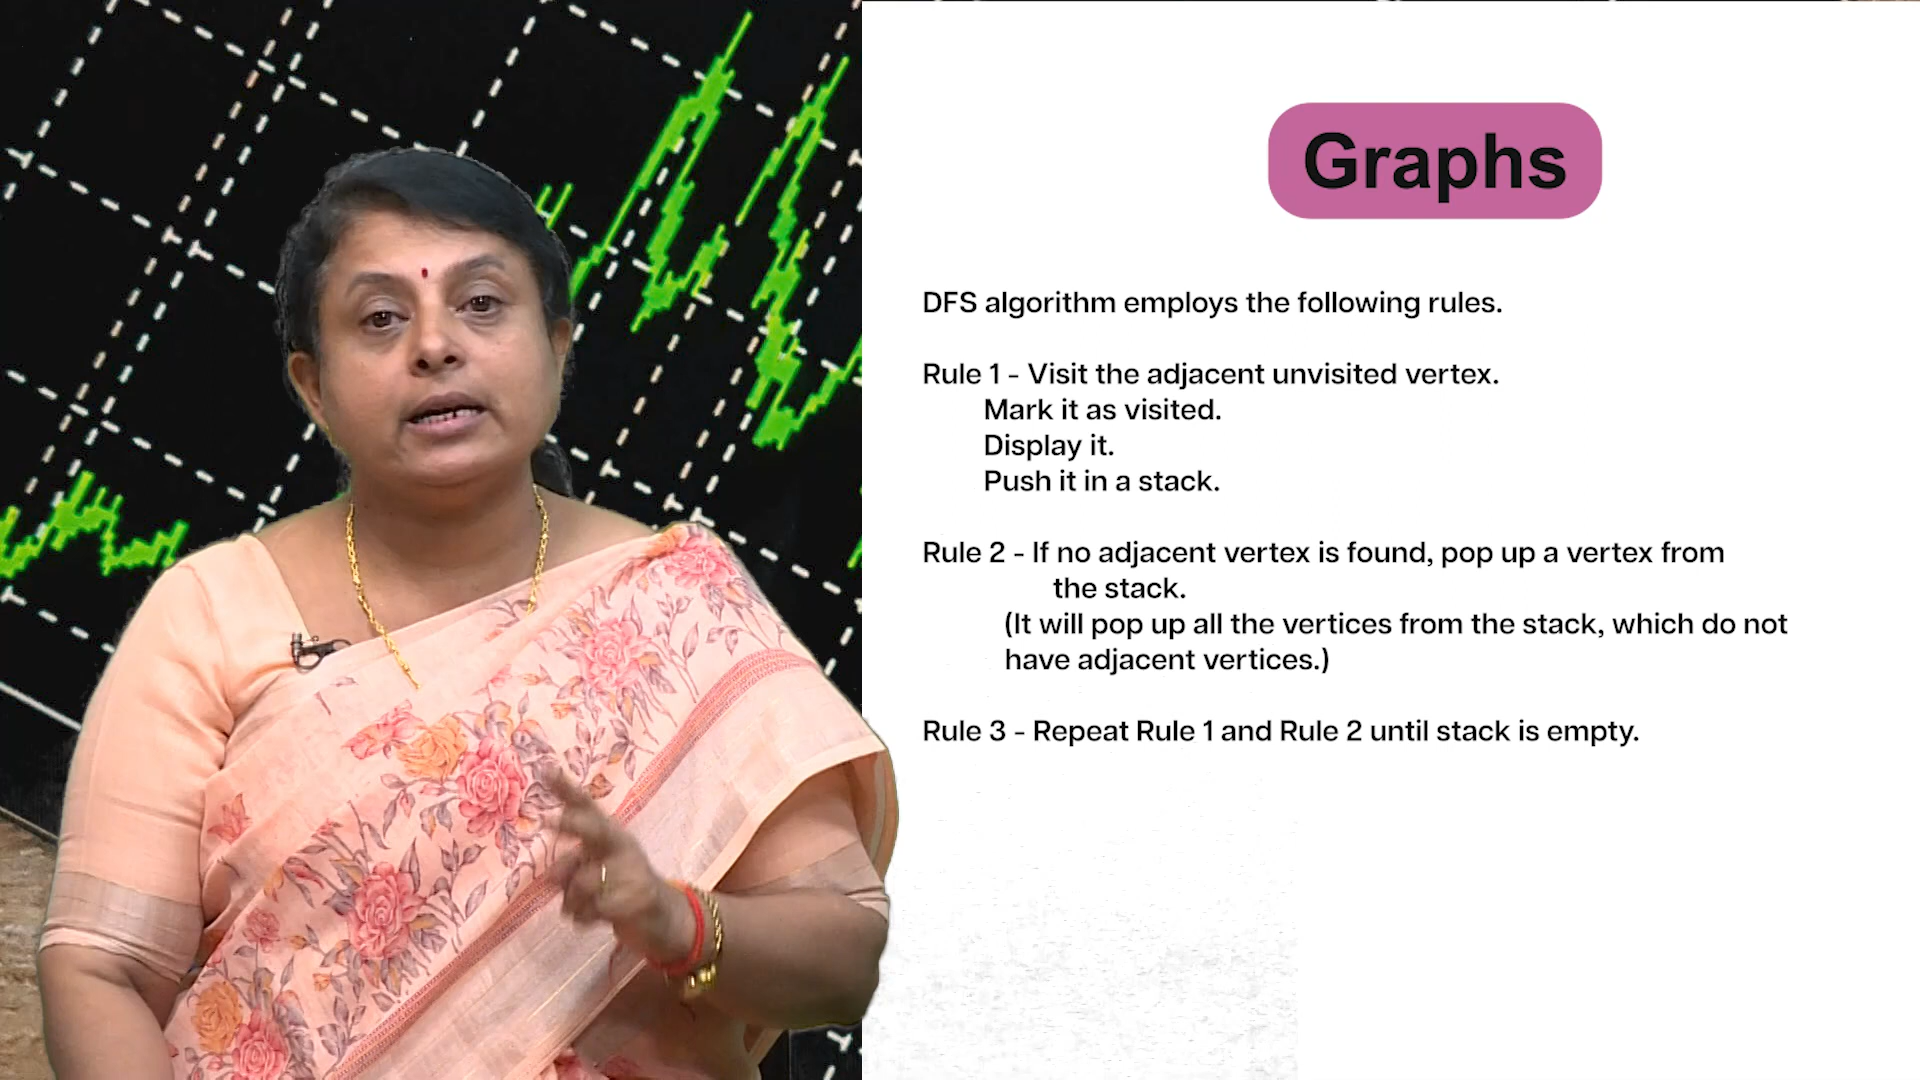 Graphs
DFS algorithm employs the following rules.
Rule 1 - Visit the adjacent unvisited vertex.
Mark it as visited.
Display it.
Push it in a stack.
Rule 2 - If no adjacent vertex is found, pop up a vertex from
the stack.
(It will pop up all the vertices from the stack, which do not
have adjacent vertices.)
Rule 3 - Repeat Rule 1 and Rule 2 until stack is empty.